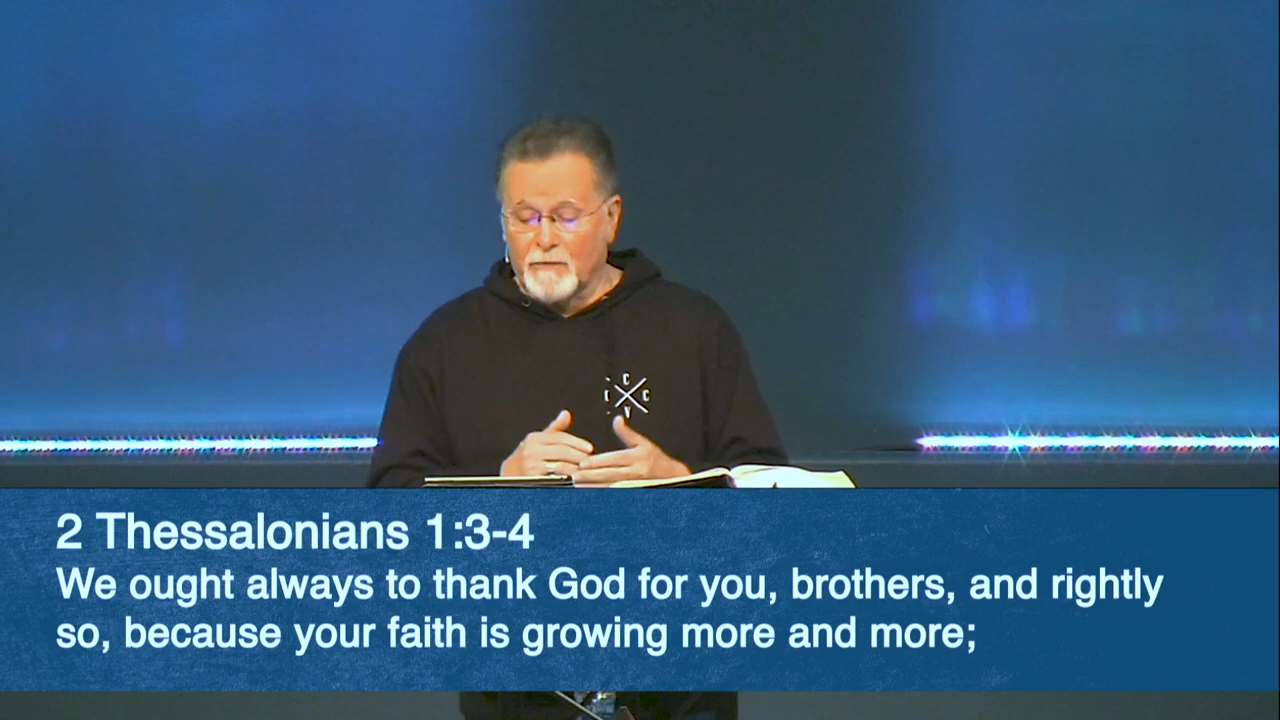 C
C
V
2 Thessalonians 1:3-4
We ought always to thank God for you, brothers, and rightly
so, because your faith is growing more and more;